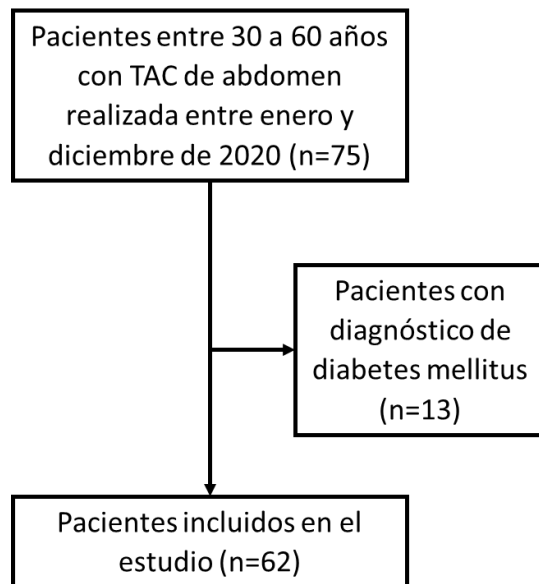 Pacientes entre 30 a 60 años
con TAC de abdomen
realizada entre enero y
diciembre de 2020 (n=75)
Pacientes con
diagnóstico de
diabetes mellitus
(n=13)
Pacientes incluidos en el
estudio (n=62)